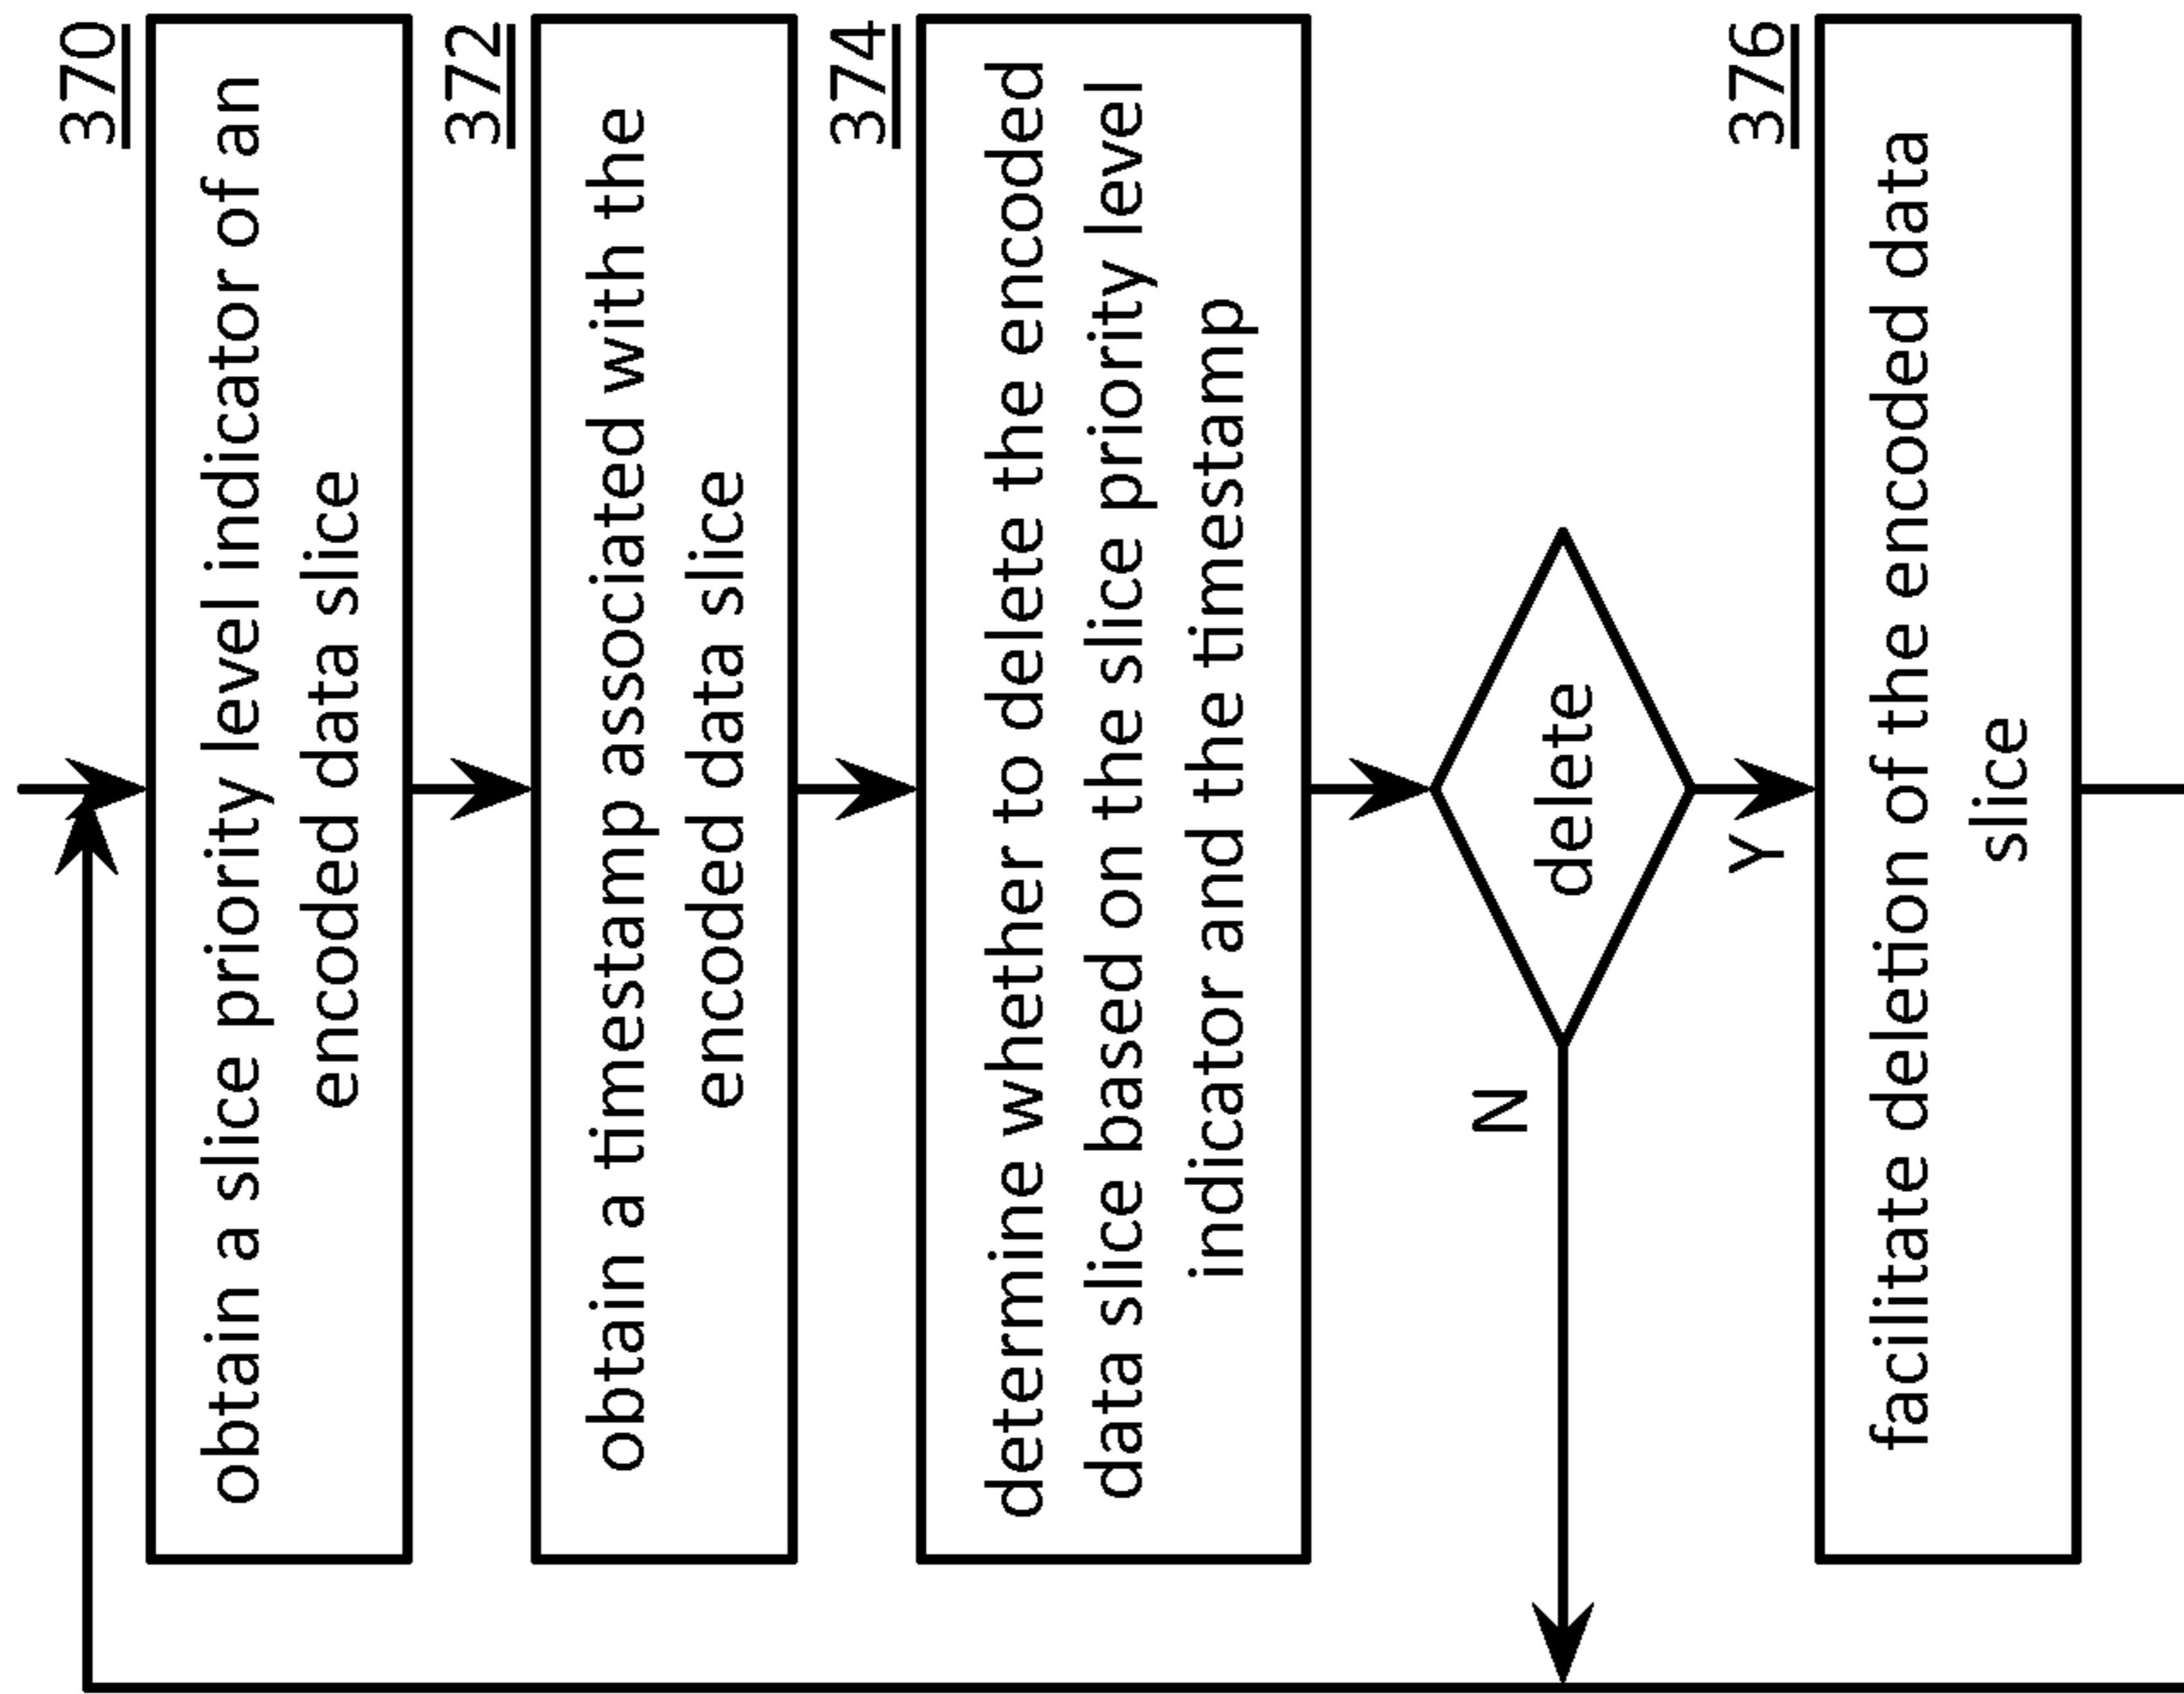 370
obtain a slice priority level indicator of an
encoded data slice
372
obtain a timestamp associated with the
encoded data slice
374
determine whether to delete the encoded
data slice based on the slice priority level
indicator and the timestamp
delete
N
Y
376
facilitate deletion of the encoded data
slice